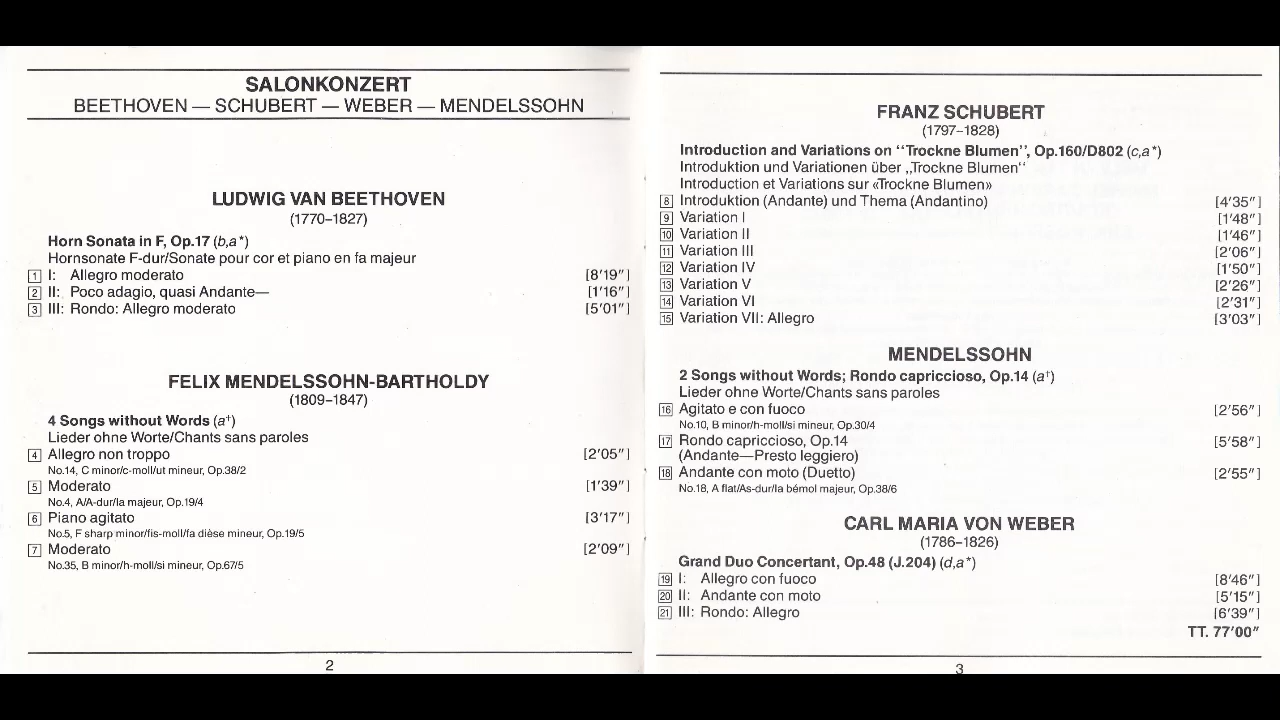 SALONKONZERT
BEETHOVEN — SCHUBERT — WEBER — MENDELSSOHN
LUDWIG VAN BEETHOVEN
(1770–1827)
Horn Sonata in F, Op.17 (b,a*)
Hornsonate F-dur/Sonate pour cor et piano en fa majeur
1 I: Allegro moderato [8′19″]
2 II: Poco adagio, quasi Andante— [1′16″]
3 III: Rondo: Allegro moderato [5′01″]
FELIX MENDELSSOHN-BARTHOLDY
(1809–1847)
4 Songs without Words (a+)
Lieder ohne Worte/Chants sans paroles
4 Allegro non troppo [2′05″]
No.14, C minor/c-moll/ut mineur, Op.38/2
5 Moderato [1′39″]
No.4, A/A-dur/la majeur, Op.19/4
6 Piano agitato [3′17″]
No.5, F sharp minor/fis-moll/fa dièse mineur, Op.19/5
7 Moderato [2′09″]
No.35, B minor/h-moll/si mineur, Op.67/5
2
FRANZ SCHUBERT
(1797–1828)
Introduction and Variations on “Trockne Blumen”, Op.160/D802 (c,a*)
Introduktion und Variationen über „Trockne Blumen“
Introduction et Variations sur «Trockne Blumen»
8 Introduktion (Andante) und Thema (Andantino) [4′35″]
9 Variation I [1′48″]
10 Variation II [1′46″]
11 Variation III [2′06″]
12 Variation IV [1′50″]
13 Variation V [2′26″]
14 Variation VI [2′31″]
15 Variation VII: Allegro [3′03″]
MENDELSSOHN
2 Songs without Words; Rondo capriccioso, Op.14 (a+)
Lieder ohne Worte/Chants sans paroles
16 Agitato e con fuoco [2′56″]
No.10, B minor/h-moll/si mineur, Op.30/4
17 Rondo capriccioso, Op.14 [5′58″]
(Andante—Presto leggiero)
18 Andante con moto (Duetto) [2′55″]
No.18, A flat/As-dur/la bémol majeur, Op.38/6
CARL MARIA VON WEBER
(1786–1826)
Grand Duo Concertant, Op.48 (J.204) (d,a*)
19 I: Allegro con fuoco [8′46″]
20 II: Andante con moto [5′15″]
21 III: Rondo: Allegro [6′39″]
TT. 77′00″
3